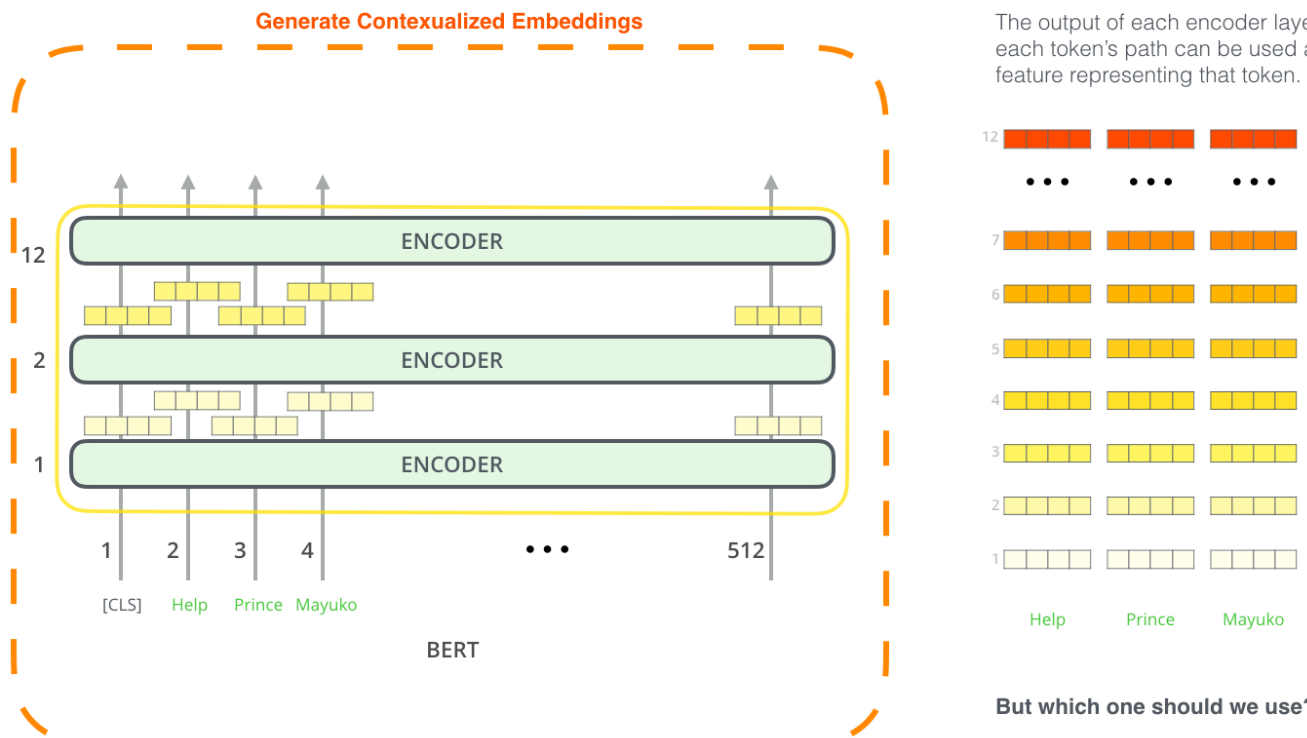 Generate Contexualized Embeddings
12
ENCODER
2
ENCODER
1
ENCODER
1 2 3 4 ••• 512
[CLS] Help Prince Mayuko
BERT
The output of each encoder laye
each token's path can be used a
feature representing that token.
12
•••  •••  •••
7
6
5
4
3
2
1
Help Prince Mayuko
But which one should we use?